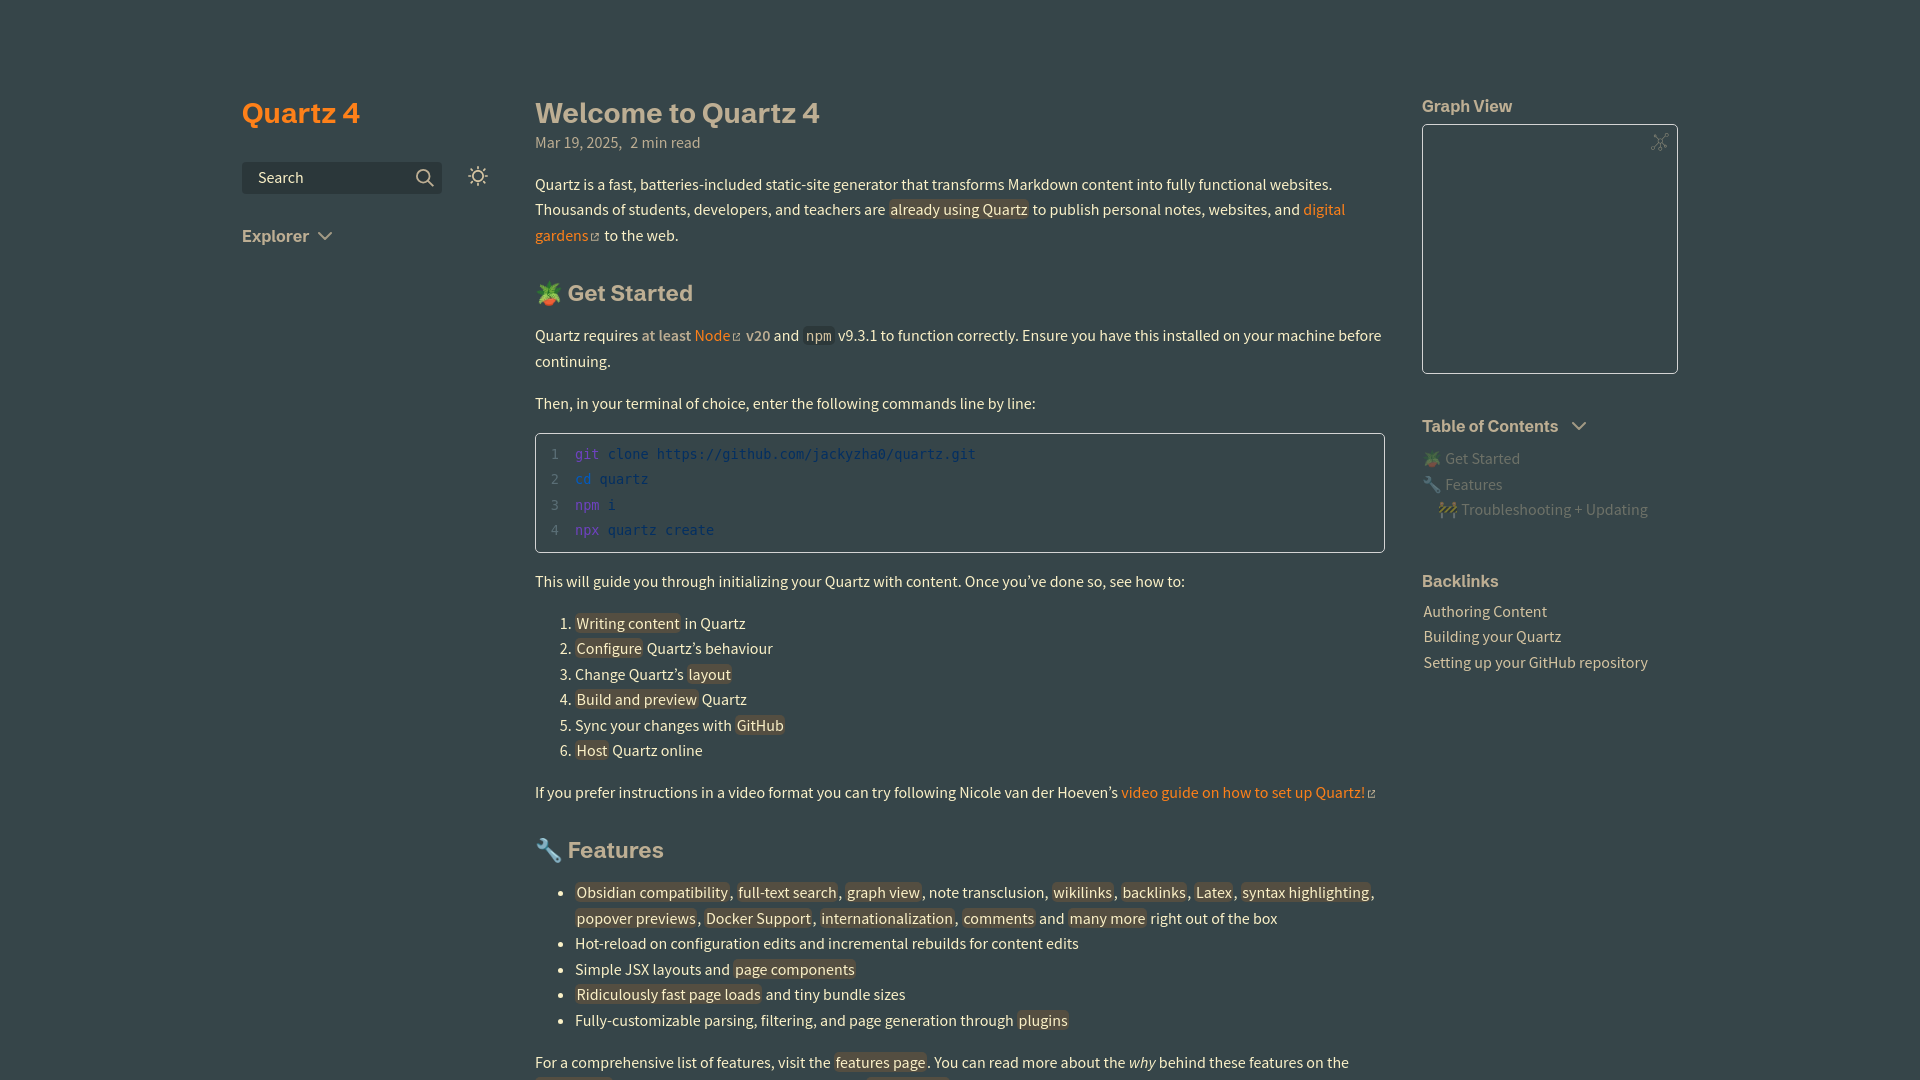 Quartz 4
Search
Explorer
Welcome to Quartz 4
Mar 19, 2025, 2 min read
Quartz is a fast, batteries-included static-site generator that transforms Markdown content into fully functional websites.
Thousands of students, developers, and teachers are already using Quartz to publish personal notes, websites, and digital
gardens to the web.
🪴 Get Started
Quartz requires at least Node v20 and npm v9.3.1 to function correctly. Ensure you have this installed on your machine before
continuing.
Then, in your terminal of choice, enter the following commands line by line:
1 git clone https://github.com/jackyzha0/quartz.git
2 cd quartz
3 npm i
4 npx quartz create
This will guide you through initializing your Quartz with content. Once you’ve done so, see how to:
1. Writing content in Quartz
2. Configure Quartz’s behaviour
3. Change Quartz’s layout
4. Build and preview Quartz
5. Sync your changes with GitHub
6. Host Quartz online
If you prefer instructions in a video format you can try following Nicole van der Hoeven’s video guide on how to set up Quartz!
🔧 Features
• Obsidian compatibility, full-text search, graph view, note transclusion, wikilinks, backlinks, Latex, syntax highlighting,
popover previews, Docker Support, internationalization, comments and many more right out of the box
• Hot-reload on configuration edits and incremental rebuilds for content edits
• Simple JSX layouts and page components
• Ridiculously fast page loads and tiny bundle sizes
• Fully-customizable parsing, filtering, and page generation through plugins
For a comprehensive list of features, visit the features page. You can read more about the why behind these features on the
Graph View
Table of Contents
🪴 Get Started
🔧 Features
🚧 Troubleshooting + Updating
Backlinks
Authoring Content
Building your Quartz
Setting up your GitHub repository